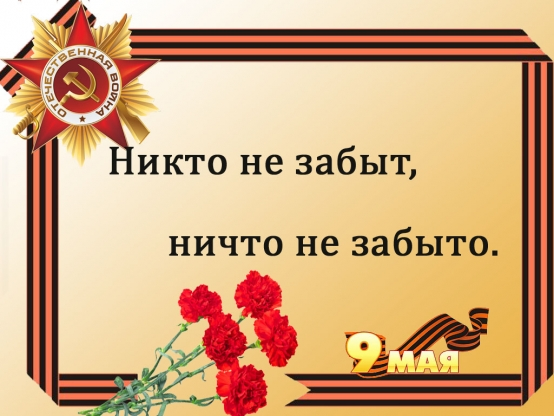 ОТЕЧЕСТВЕННАЯ ВОЙНА
Никто не забыт,
ничто не забыто.
9 МАЯ